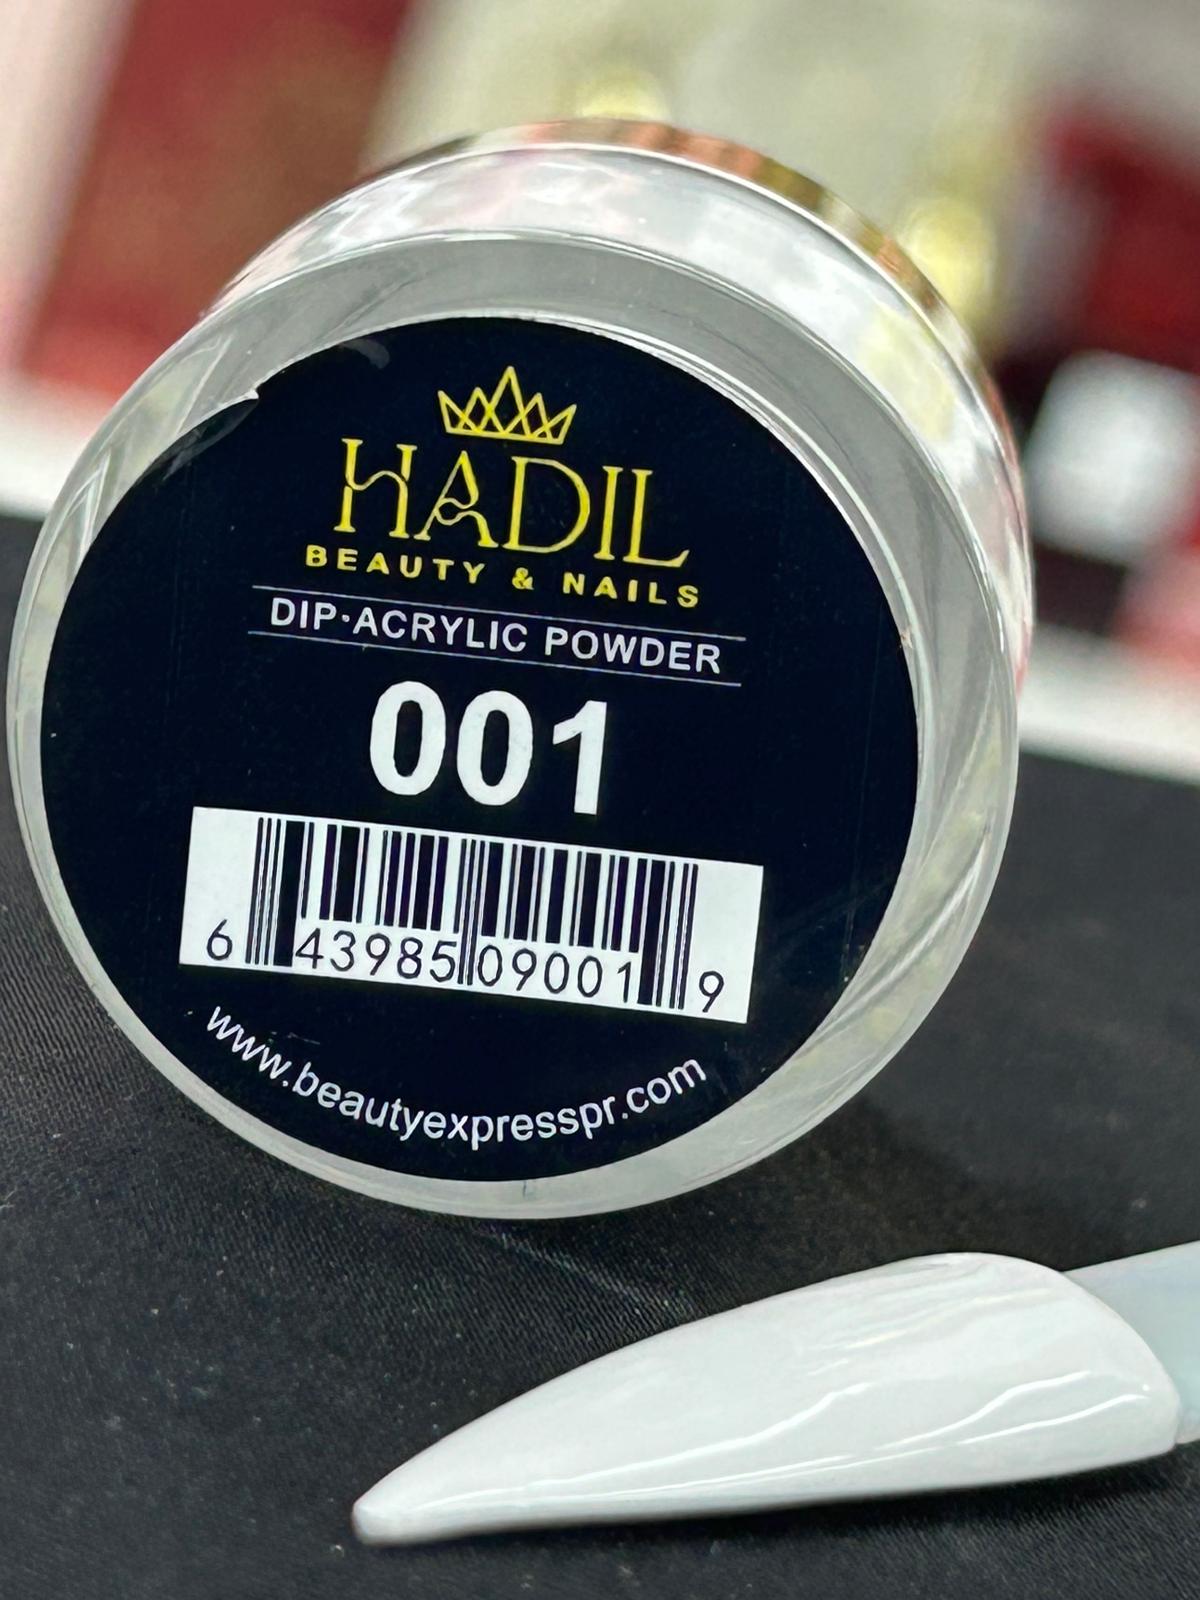 HADIL
BEAUTY & NAILS
DIP·ACRYLIC POWDER
001
6 43985 09001 9
www.beautyexpresspr.com